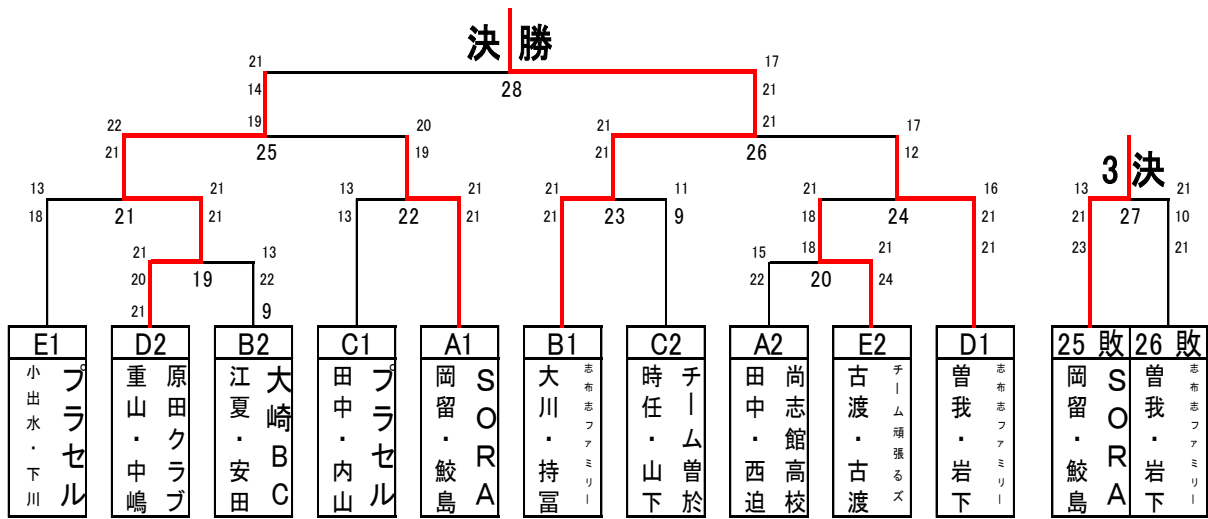 決 勝
21 17
14 28 21
19 21
22 20 21 17
21 25 19 21 26 12
3 決
13 21 13 21 21 11 21 16 13 21
18 21 21 13 22 21 21 23 9 18 24 21 21 27 10
21 13 15 18 21 21 23 21
20 19 22 22 20 24
21 9
E1 D2 B2 C1 A1 B1 C2 A2 E2 D1 25 敗 26 敗
プラセル
小出水・下川
原田クラブ
重山・中嶋
大崎BC
江夏・安田
プラセル
田中・内山
SORA
岡留・鮫島
志布志ファミリー
大川・持冨
チーム曽於
時任・山下
尚志館高校
田中・西迫
チーム頑張るズ
古渡・古渡
志布志ファミリー
曽我・岩下
SORA
岡留・鮫島
志布志ファミリー
曽我・岩下